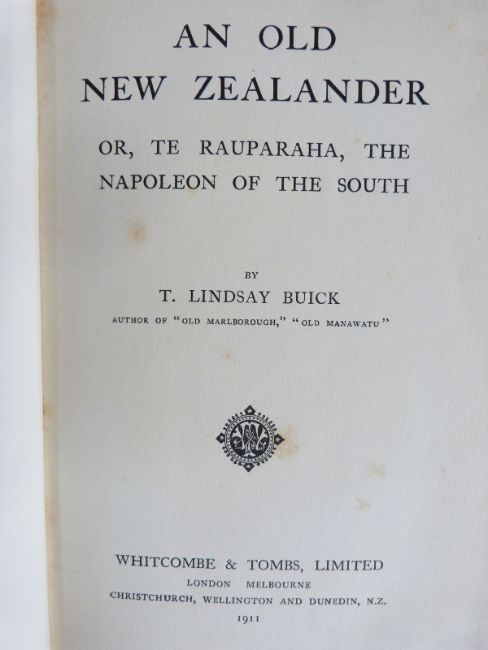 AN OLD
NEW ZEALANDER
OR, TE RAUPARAHA, THE
NAPOLEON OF THE SOUTH
BY
T. LINDSAY BUICK
AUTHOR OF "OLD MARLBOROUGH," "OLD MANAWATU"
WHITCOMBE & TOMBS, LIMITED
LONDON MELBOURNE
CHRISTCHURCH, WELLINGTON AND DUNEDIN, N.Z.
1911